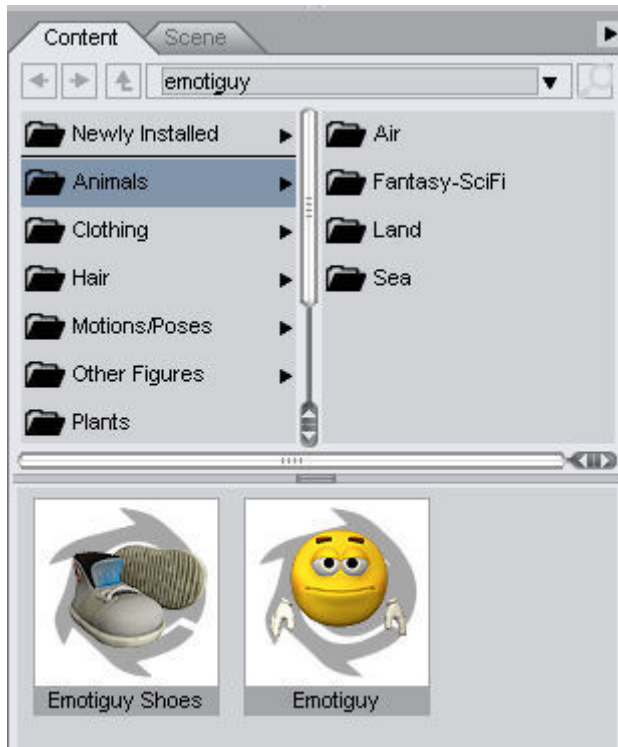 Content Scene
emotiguy
Newly Installed
Animals
Clothing
Hair
Motions/Poses
Other Figures
Plants
Air
Fantasy-SciFi
Land
Sea
Emotiguy Shoes
Emotiguy